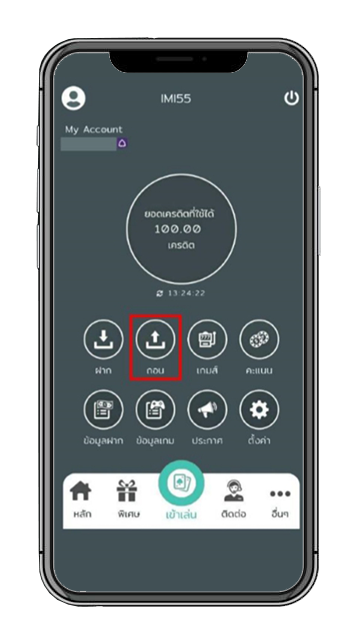 IMI55
My Account
ยอดเครดิตที่ใช้ได้
100.00
เครดิต
13:24:22
ฝาก ถอน เกมส์ คะแนน
ข้อมูลฝาก ข้อมูลเกม ประกาศ ตั้งค่า
หลัก พิเศษ เข้าเล่น ติดต่อ อื่นๆ